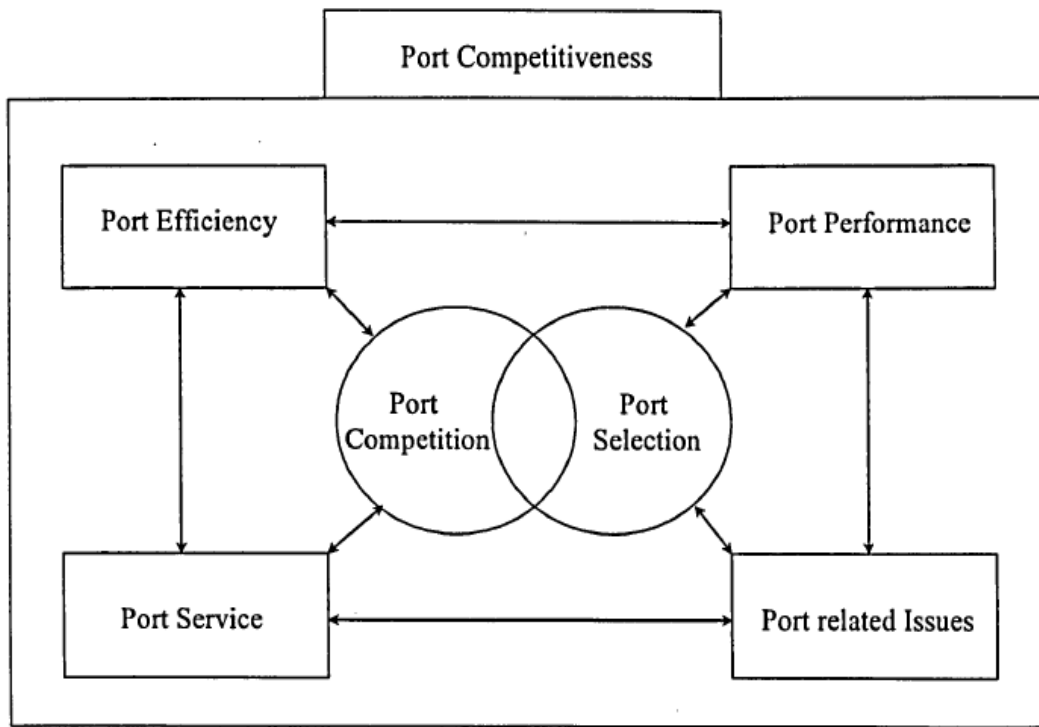 Port Competitiveness
Port Efficiency
Port Performance
Port
Competition
Port
Selection
Port Service
Port related Issues